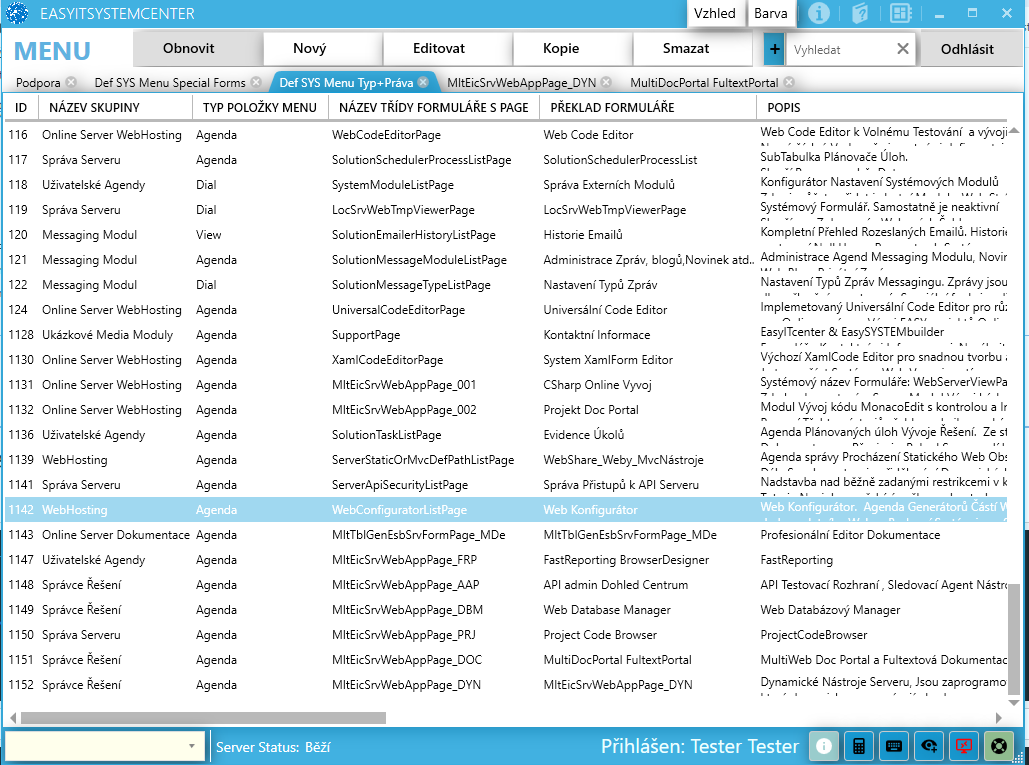 EASYITSYSTEMCENTER Vzhled Barva
MENU Obnovit Nový Editovat Kopie Smazat + Vyhledat Odhlásit
Podpora Def SYS Menu Special Forms Def SYS Menu Typ+Práva MltEicSrvWebAppPage_DYN MultiDocPortal FultextPortal
ID NÁZEV SKUPINY TYP POLOŽKY MENU NÁZEV TŘÍDY FORMULÁŘE S PAGE PŘEKLAD FORMULÁŘE POPIS
116 Online Server WebHosting Agenda WebCodeEditorPage Web Code Editor Web Code Editor k Volnému Testování a vývoji
117 Správa Serveru Agenda SolutionSchedulerProcessListPage SolutionSchedulerProcessList SubTabulka Plánovače Úloh.
118 Uživatelské Agendy Dial SystemModuleListPage Správa Externích Modulů Konfigurátor Nastavení Systémových Modulů
119 Správa Serveru Dial LocSrvWebTmpViewerPage LocSrvWebTmpViewerPage Systémový Formulář. Samostatně je neaktivní
120 Messaging Modul View SolutionEmailerHistoryListPage Historie Emailů Kompletní Přehled Rozeslaných Emailů. Historie
121 Messaging Modul Agenda SolutionMessageModuleListPage Administrace Zpráv, blogů,Novinek atd.. Administrace Agend Messaging Modulu, Novin
122 Messaging Modul Dial SolutionMessageTypeListPage Nastavení Typů Zpráv Nastavení Typů Zpráv Messagingu. Zprávy jsou
124 Online Server WebHosting Agenda UniversalCodeEditorPage Universální Code Editor Implemetovaný Universální Code Editor pro rů
1128 Ukázkové Media Moduly Agenda SupportPage Kontaktní Informace EasyITcenter & EasySYSTEMbuilder
1130 Online Server WebHosting Agenda XamlCodeEditorPage System XamlForm Editor Výchozí XamlCode Editor pro snadnou tvorbu
1131 Online Server WebHosting Agenda MltEicSrvWebAppPage_001 CSharp Online Vyvoj Systémový název Formuláře: WebServerViewPa
1132 Online Server WebHosting Agenda MltEicSrvWebAppPage_002 Projekt Doc Portal Modul Vývoj kódu MonacoEdit s kontrolou a In
1136 Uživatelské Agendy Agenda SolutionTaskListPage Evidence Úkolů Agenda Plánovaných úloh Vývoje Řešení. Ze st
1139 WebHosting Agenda ServerStaticOrMvcDefPathListPage WebShare_Weby_MvcNástroje Agenda správy Procházení Statického Web Obs
1141 Správa Serveru Agenda ServerApiSecurityListPage Správa Přistupů k API Serveru Nadstavba nad běžně zadanými restrikcemi v k
1142 WebHosting Agenda WebConfiguratorListPage Web Konfigurátor Web Konfigurátor. Agenda Generátorů Částí W
1143 Online Server Dokumentace Agenda MltTblGenEsbSrvFormPage_MDe MltTblGenEsbSrvFormPage_MDe Profesionální Editor Dokumentace
1147 Uživatelské Agendy Agenda MltEicSrvWebAppPage_FRP FastReporting BrowserDesigner FastReporting
1148 Správce Řešení Agenda MltEicSrvWebAppPage_AAP API admin Dohled Centrum API Testovací Rozhraní , Sledovací Agent Nástro
1149 Správce Řešení Agenda MltEicSrvWebAppPage_DBM Web Database Manager Web Databázový Manager
1150 Správa Serveru Agenda MltEicSrvWebAppPage_PRJ Project Code Browser ProjectCodeBrowser
1151 Správce Řešení Agenda MltEicSrvWebAppPage_DOC MultiDocPortal FultextPortal MultiWeb Doc Portal a Fultextová Dokumentac
1152 Správce Řešení Agenda MltEicSrvWebAppPage_DYN MltEicSrvWebAppPage_DYN Dynamické Nástroje Serveru, Jsou zaprogramo
Server Status: Běží Přihlášen: Tester Tester